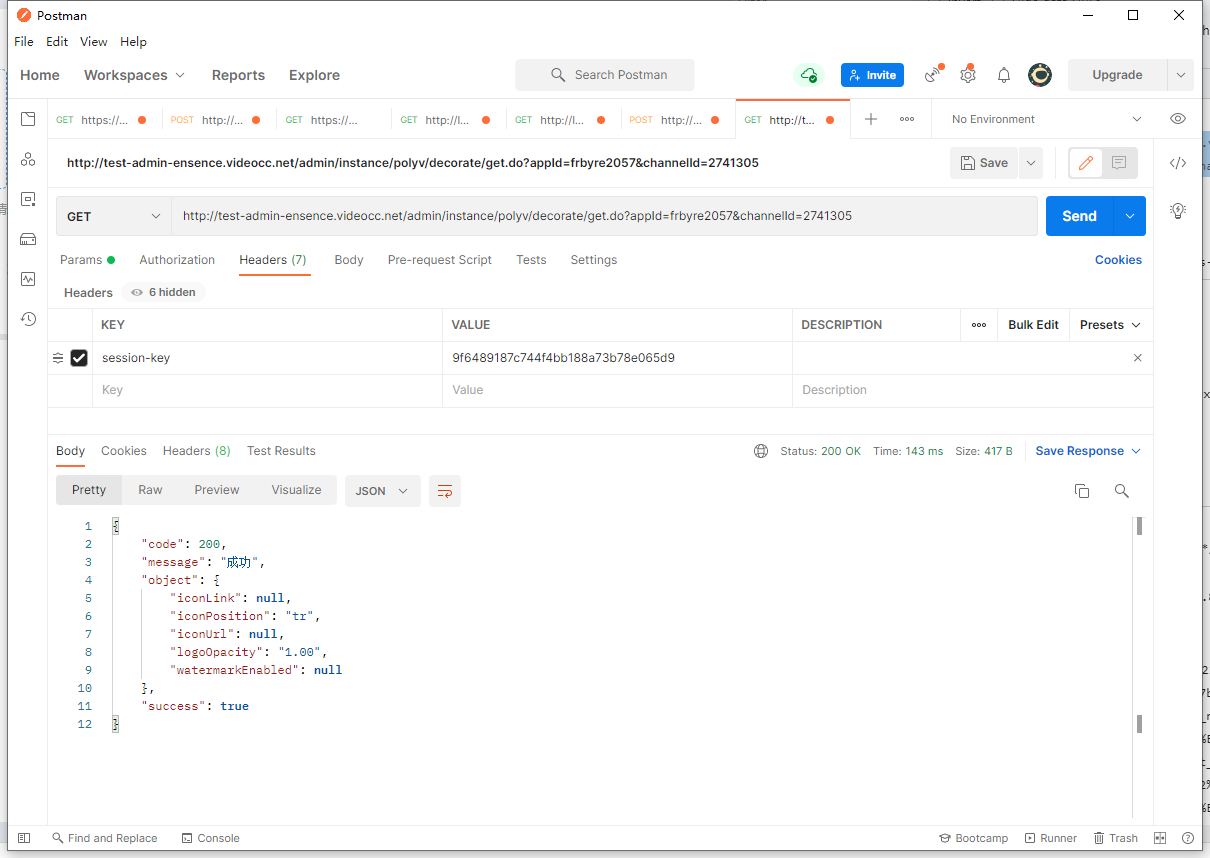 Postman
File Edit View Help
Home Workspaces Reports Explore Search Postman Invite Upgrade
GET https://... POST http://... GET https://... GET http://l... GET http://l... POST http://... GET http://t... No Environment
http://test-admin-ensence.videocc.net/admin/instance/polyv/decorate/get.do?appId=frbyre2057&channelId=2741305 Save
GET http://test-admin-ensence.videocc.net/admin/instance/polyv/decorate/get.do?appId=frbyre2057&channelId=2741305 Send
Params Authorization Headers (7) Body Pre-request Script Tests Settings Cookies
Headers 6 hidden
KEY VALUE DESCRIPTION Bulk Edit Presets
session-key 9f6489187c744f4bb188a73b78e065d9
Key Value Description
Body Cookies Headers (8) Test Results Status: 200 OK Time: 143 ms Size: 417 B Save Response
Pretty Raw Preview Visualize JSON
1 {
2 "code": 200,
3 "message": "成功",
4 "object": {
5 "iconLink": null,
6 "iconPosition": "tr",
7 "iconUrl": null,
8 "logoOpacity": "1.00",
9 "watermarkEnabled": null
10 },
11 "success": true
12 }
Find and Replace Console Bootcamp Runner Trash